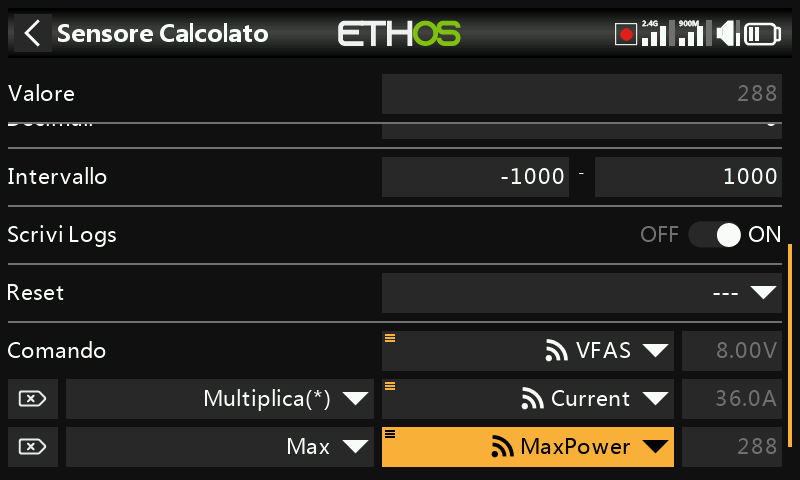 Sensore Calcolato ETHOS 2.4G 900M
Valore 288
Intervallo -1000 - 1000
Scrivi Logs OFF ON
Reset ---
Comando VFAS 8.00V
Multiplica(*) Current 36.0A
Max MaxPower 288